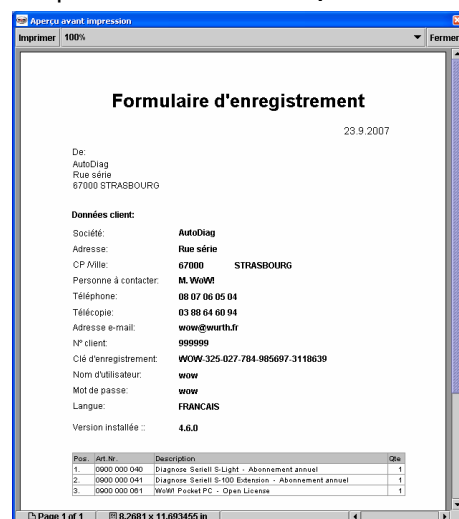 Aperçu avant impression
Imprimer 100% Fermer
Formulaire d'enregistrement
23.9.2007
De:
AutoDiag
Rue série
67000 STRASBOURG
Données client:
Société: AutoDiag
Adresse: Rue série
CP /Ville: 67000 STRASBOURG
Personne à contacter: M. WoW!
Téléphone: 08 07 06 05 04
Télécopie: 03 88 64 60 94
Adresse e-mail: wow@wurth.fr
N° client: 999999
Clé d'enregistrement: WOW-325-027-784-985697-3118639
Nom d'utilisateur: wow
Mot de passe: wow
Langue: FRANCAIS
Version installée :: 4.6.0
Pos. Art.Nr. Description Qte
1. 0900 000 040 Diagnose Seriell S-Light - Abonnement annuel 1
2. 0900 000 041 Diagnose Seriell S-100 Extension - Abonnement annuel 1
3. 0900 000 061 WoW! Pocket PC - Open License 1
Page 1 of 1 8.2681 x 11.693455 in